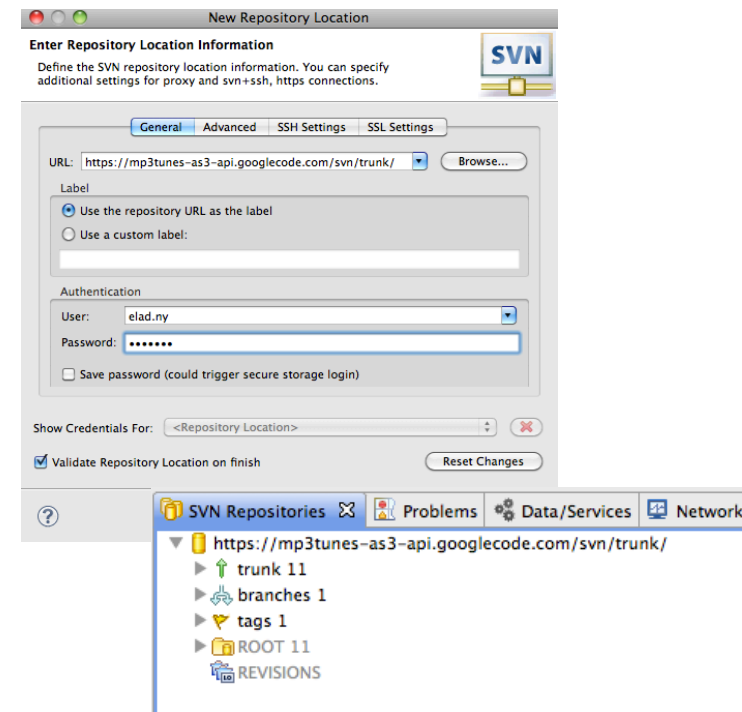 New Repository Location
Enter Repository Location Information
Define the SVN repository location information. You can specify
additional settings for proxy and svn+ssh, https connections.
SVN
General Advanced SSH Settings SSL Settings
URL: https://mp3tunes-as3-api.googlecode.com/svn/trunk/ Browse...
Label
Use the repository URL as the label
Use a custom label:
Authentication
User: elad.ny
Password: •••••••
Save password (could trigger secure storage login)
Show Credentials For: <Repository Location>
Validate Repository Location on finish Reset Changes
?
SVN Repositories Problems Data/Services Network
https://mp3tunes-as3-api.googlecode.com/svn/trunk/
trunk 11
branches 1
tags 1
ROOT 11
REVISIONS